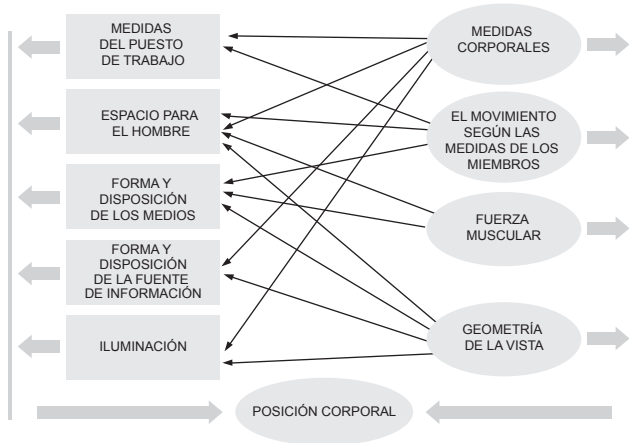 MEDIDAS
DEL PUESTO
DE TRABAJO
ESPACIO PARA
EL HOMBRE
FORMA Y
DISPOSICIÓN
DE LOS MEDIOS
FORMA Y
DISPOSICIÓN
DE LA FUENTE
DE INFORMACIÓN
ILUMINACIÓN
MEDIDAS
CORPORALES
EL MOVIMIENTO
SEGÚN LAS
MEDIDAS DE LOS
MIEMBROS
FUERZA
MUSCULAR
GEOMETRÍA
DE LA VISTA
POSICIÓN CORPORAL